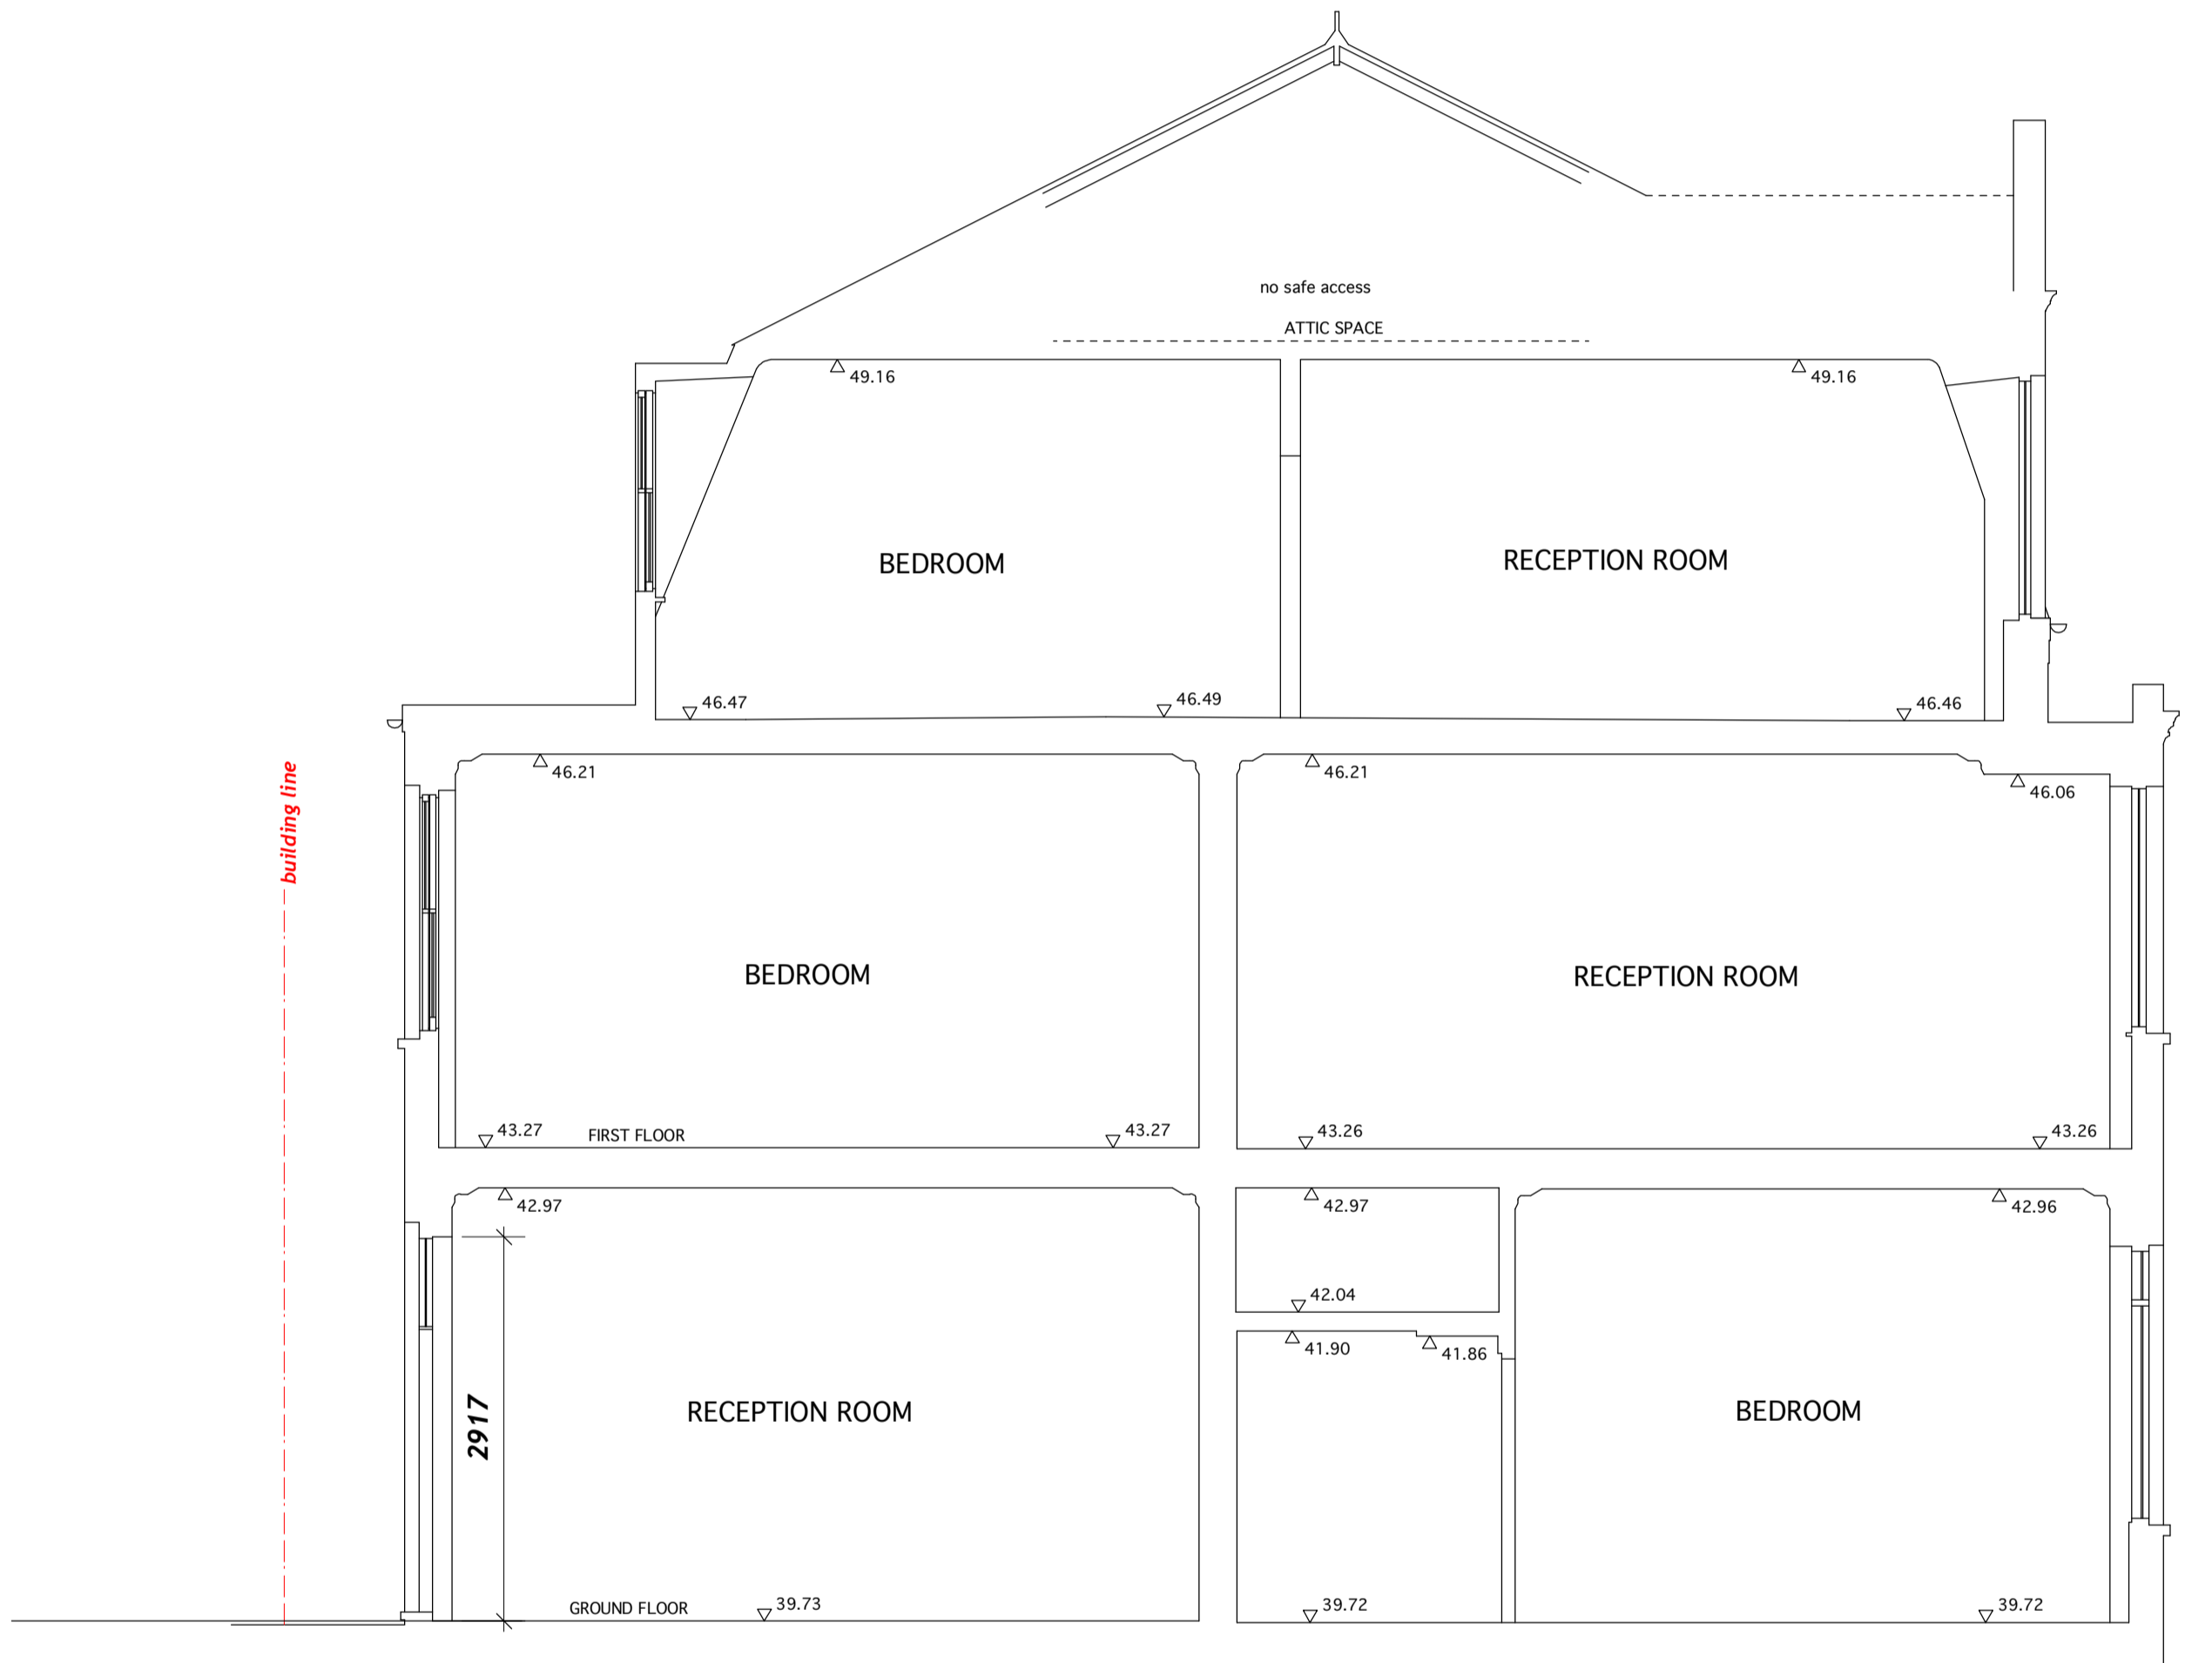 no safe access
ATTIC SPACE
49.16
49.16
BEDROOM
RECEPTION ROOM
46.47
46.49
46.46
building line
46.21
46.21
46.06
BEDROOM
RECEPTION ROOM
43.27
FIRST FLOOR
43.27
43.26
43.26
42.97
42.97
42.96
42.04
41.90
41.86
2917
RECEPTION ROOM
BEDROOM
GROUND FLOOR
39.73
39.72
39.72